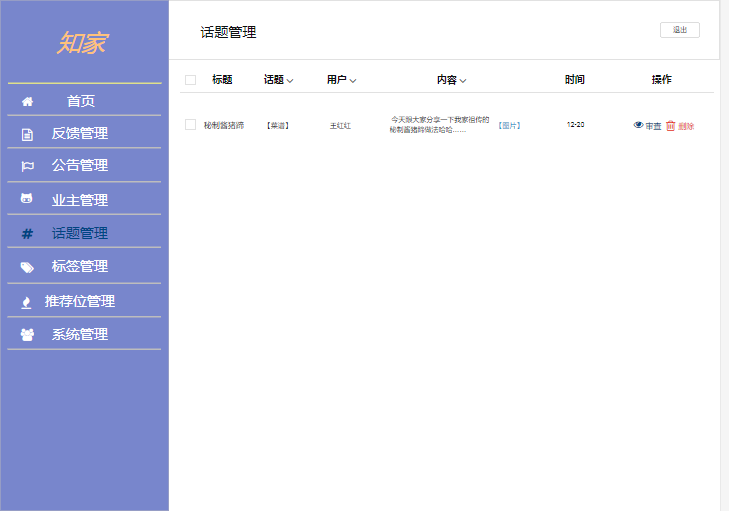 知家
首页
反馈管理
公告管理
业主管理
话题管理
标签管理
推荐位管理
系统管理
话题管理
退出
标题 话题 用户 内容 时间 操作
秘制酱猪蹄 【菜谱】 王红红 今天跟大家分享一下我家祖传的
秘制酱猪蹄做法哈哈...... 【图片】 12-20 审查 删除